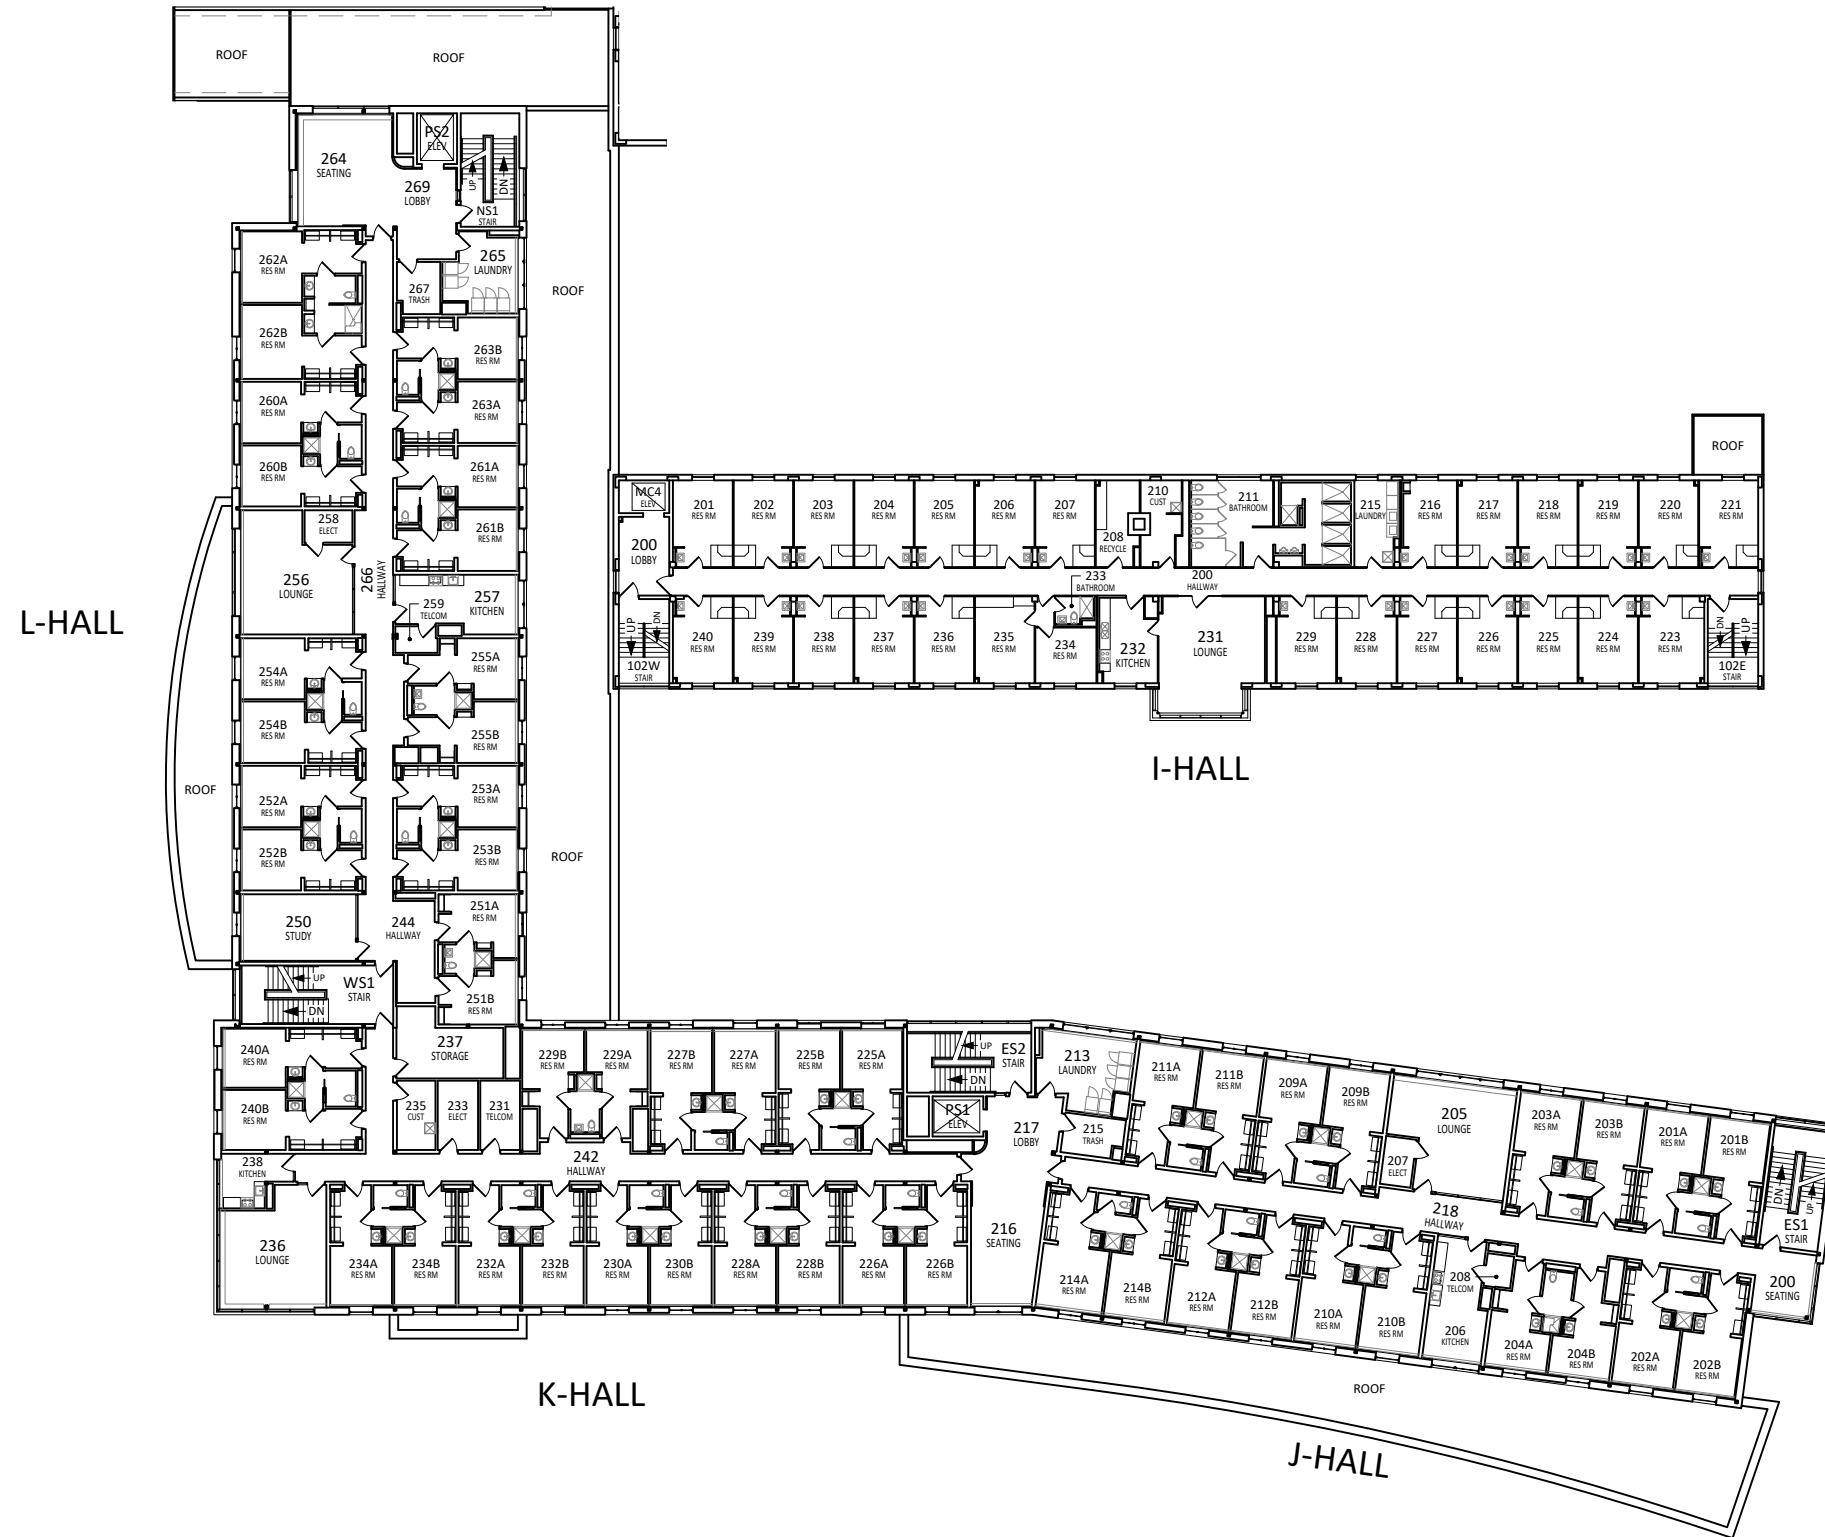 ROOF
ROOF
264
SEATING
PS2
ELEV
269
LOBBY
UP
DN
NS1
STAIR
262A
RES RM
265
LAUNDRY
267
TRASH
ROOF
262B
RES RM
263B
RES RM
260A
RES RM
263A
RES RM
260B
RES RM
261A
RES RM
258
ELECT
261B
RES RM
256
LOUNGE
266
HALLWAY
257
KITCHEN
259
TELCOM
L-HALL
254A
RES RM
255A
RES RM
254B
RES RM
255B
RES RM
ROOF
252A
RES RM
253A
RES RM
252B
RES RM
253B
RES RM
ROOF
250
STUDY
244
HALLWAY
251A
RES RM
WS1
STAIR
UP
DN
251B
RES RM
ROOF
MC4
ELEV
200
LOBBY
201
RES RM
202
RES RM
203
RES RM
204
RES RM
205
RES RM
206
RES RM
207
RES RM
208
RECYCLE
210
CUST
211
BATHROOM
215
LAUNDRY
216
RES RM
217
RES RM
218
RES RM
219
RES RM
220
RES RM
221
RES RM
233
BATHROOM
200
HALLWAY
UP
DN
102W
STAIR
240
RES RM
239
RES RM
238
RES RM
237
RES RM
236
RES RM
235
RES RM
234
RES RM
232
KITCHEN
231
LOUNGE
229
RES RM
228
RES RM
227
RES RM
226
RES RM
225
RES RM
224
RES RM
223
RES RM
DN
UP
102E
STAIR
I-HALL
240A
RES RM
240B
RES RM
237
STORAGE
235
CUST
233
ELECT
231
TELCOM
229B
RES RM
229A
RES RM
227B
RES RM
227A
RES RM
225B
RES RM
225A
RES RM
UP
DN
ES2
STAIR
PS1
ELEV
217
LOBBY
238
KITCHEN
242
HALLWAY
236
LOUNGE
234A
RES RM
234B
RES RM
232A
RES RM
232B
RES RM
230A
RES RM
230B
RES RM
228A
RES RM
228B
RES RM
226A
RES RM
226B
RES RM
216
SEATING
K-HALL
213
LAUNDRY
215
TRASH
211A
RES RM
211B
RES RM
209A
RES RM
209B
RES RM
205
LOUNGE
207
ELECT
203A
RES RM
203B
RES RM
201A
RES RM
201B
RES RM
DN
UP
ES1
STAIR
218
HALLWAY
200
SEATING
214A
RES RM
214B
RES RM
212A
RES RM
212B
RES RM
210A
RES RM
210B
RES RM
208
TELCOM
206
KITCHEN
204A
RES RM
204B
RES RM
202A
RES RM
202B
RES RM
ROOF
J-HALL